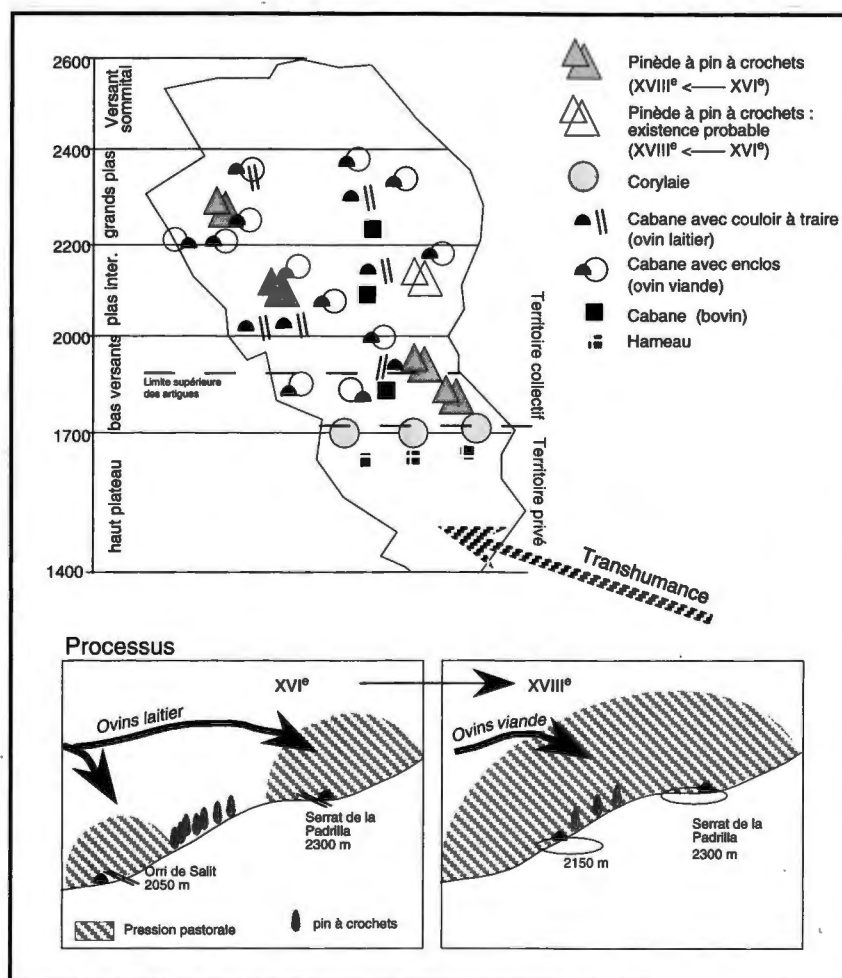 2600
2400
2200
2000
1700
1400
Versant
sommital
grands plas
plas inter.
bas versants
haut plateau
Limite supérieure
des artigues
Territoire collectif
Territoire privé
Transhumance
Pinède à pin à crochets
(XVIIIe <—— XVIe)
Pinède à pin à crochets :
existence probable
(XVIIIe <—— XVIe)
Corylaie
Cabane avec couloir à traire
(ovin laitier)
Cabane avec enclos
(ovin viande)
Cabane (bovin)
Hameau
Processus
XVIe
Ovins laitier
Serrat de la
Padrilla
2300 m
Orri de Salit
2050 m
Pression pastorale
pin à crochets
XVIIIe
Ovins viande
Serrat de la
Padrilla
2300 m
2150 m